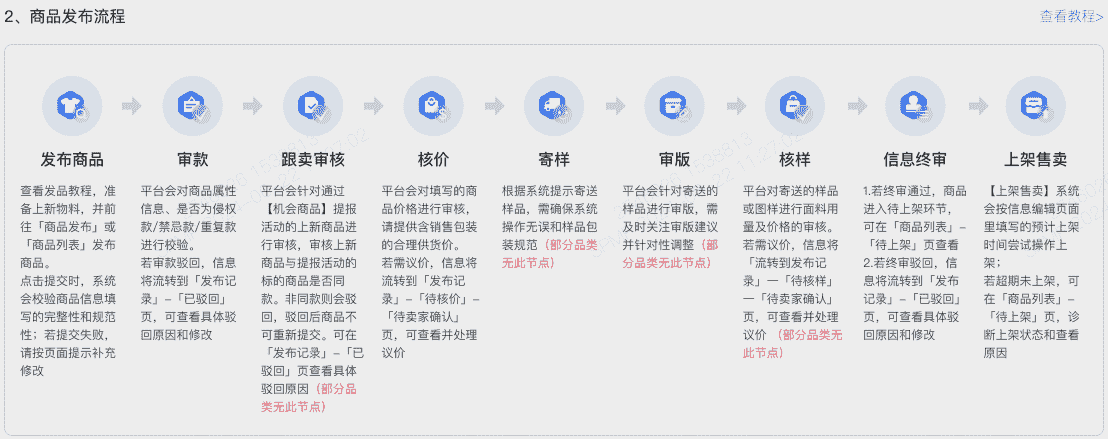 2、商品发布流程
查看教程>
发布商品
查看发品教程，准
备上新物料，并前
往「商品发布」或
「商品列表」发布
商品。
点击提交时，系统
会校验商品信息填
写的完整性和规范
性；若提交失败，
请按页面提示补充
修改
审款
平台会对商品属性
信息、是否为侵权
款/禁忌款/重复款
进行校验。
若审款驳回，信息
将流转到「发布记
录」–「已驳回」
页，可查看具体驳
回原因和修改
跟卖审核
平台会针对通过
【机会商品】提报
活动的上新商品进
行审核，审核上新
商品与提报活动的
标的商品是否同
款。非同款则会驳
回，驳回后商品不
可重新提交。可在
「发布记录」–「已
驳回」页查看具体
驳回原因（部分品
类无此节点）
核价
平台会对填写的商
品价格进行审核，
请提供含销售包装
的合理供货价。
若需议价，信息将
流转到「发布记
录」–「待核价」–
「待卖家确认」
页，可查看并处理
议价
寄样
根据系统提示寄送
样品，需确保系统
操作无误和样品包
装规范（部分品类
无此节点）
审版
平台会针对寄送的
样品进行审版，需
及时关注审版建议
并针对性调整（部
分品类无此节点）
核样
平台对寄送的样品
或图样进行面料用
量及价格的审核。
若需议价，信息将
「流转到发布记
录」—「待核样」
—「待卖家确认」
页，可查看并处理
议价 （部分品类无
此节点）
信息终审
1.若终审通过，商品
进入待上架环节，
可在「商品列表」–
「待上架」页查看
2.若终审驳回，信
息将流转到「发布
记录」–「已驳回」
页，可查看具体驳
回原因和修改
上架售卖
【上架售卖】系统
会按信息编辑页面
里填写的预计上架
时间尝试操作上
架；
若超期未上架，可
在「商品列表」–
「待上架」页，诊
断上架状态和查看
原因